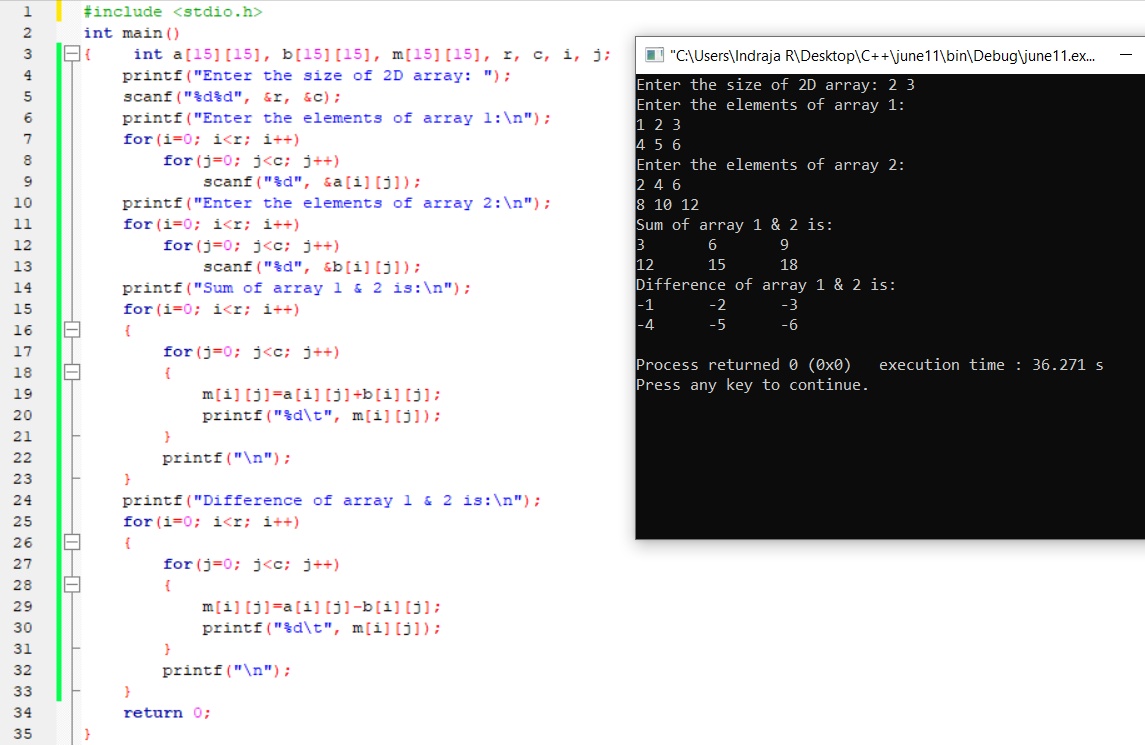 1 #include <stdio.h>
2 int main()
3 {    int a[15][15], b[15][15], m[15][15], r, c, i, j;
4     printf("Enter the size of 2D array: ");
5     scanf("%d%d", &r, &c);
6     printf("Enter the elements of array 1:\n");
7     for(i=0; i<r; i++)
8         for(j=0; j<c; j++)
9             scanf("%d", &a[i][j]);
10     printf("Enter the elements of array 2:\n");
11     for(i=0; i<r; i++)
12         for(j=0; j<c; j++)
13             scanf("%d", &b[i][j]);
14     printf("Sum of array 1 & 2 is:\n");
15     for(i=0; i<r; i++)
16     {
17         for(j=0; j<c; j++)
18         {
19             m[i][j]=a[i][j]+b[i][j];
20             printf("%d\t", m[i][j]);
21         }
22         printf("\n");
23     }
24     printf("Difference of array 1 & 2 is:\n");
25     for(i=0; i<r; i++)
26     {
27         for(j=0; j<c; j++)
28         {
29             m[i][j]=a[i][j]-b[i][j];
30             printf("%d\t", m[i][j]);
31         }
32         printf("\n");
33     }
34     return 0;
35 }
"C:\Users\Indraja R\Desktop\C++\june11\bin\Debug\june11.ex...
Enter the size of 2D array: 2 3
Enter the elements of array 1:
1 2 3
4 5 6
Enter the elements of array 2:
2 4 6
8 10 12
Sum of array 1 & 2 is:
3       6       9
12      15      18
Difference of array 1 & 2 is:
-1      -2      -3
-4      -5      -6
Process returned 0 (0x0)   execution time : 36.271 s
Press any key to continue.